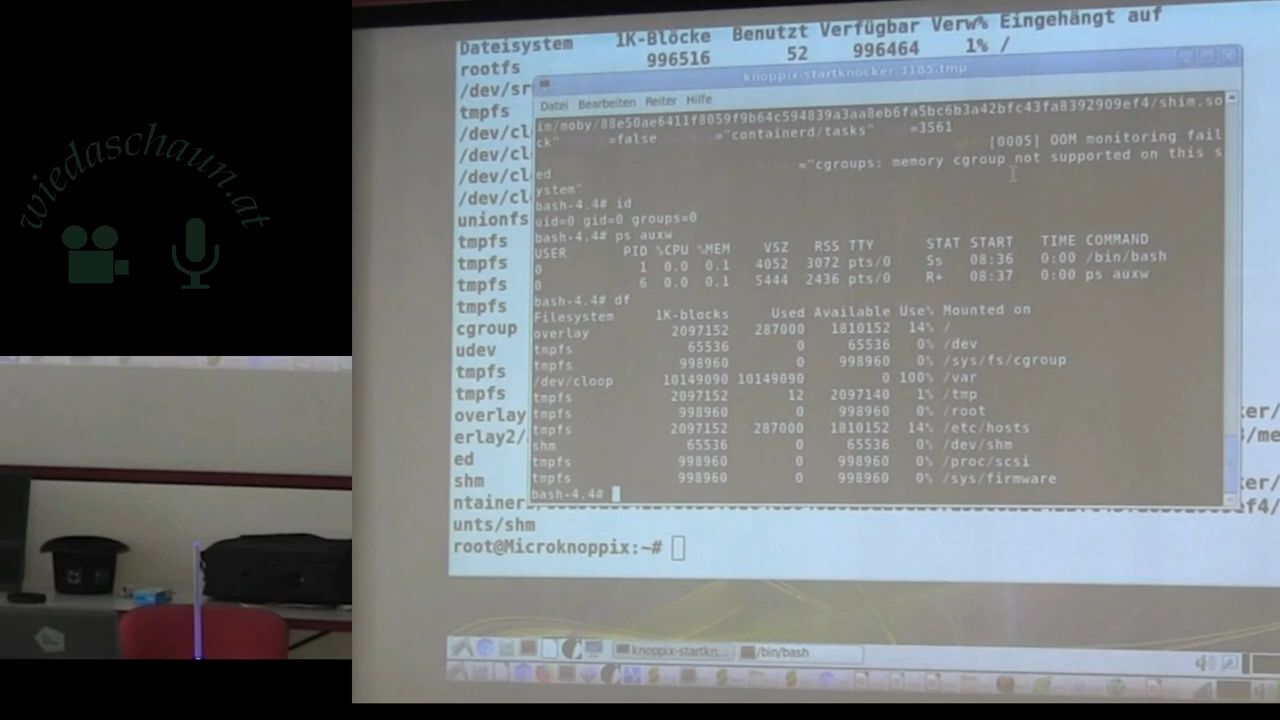 wiedaschaun.at
Dateisystem 1K-Blöcke Benutzt Verfügbar Verw% Eingehängt auf
rootfs 996516 52 996464 1% /
/dev/sr
tmpfs
/dev/cl
/dev/cl
/dev/cl
/dev/cl
unionfs
tmpfs
tmpfs
tmpfs
tmpfs
cgroup
udev
tmpfs
tmpfs
overlay ker/
erlay2/ /me
ed
shm ker/
ntainer ef4/
unts/shm
root@Microknoppix:~#
knoppix-startknocker.3185.tmp
Datei Bearbeiten Reiter Hilfe
im/moby/88e50ae6411f8059f9b64c594839a3aa8eb6fa5bc6b3a42bfc43fa8392909ef4/shim.so
ck" =false ="containerd/tasks" =3561
[0005] OOM monitoring fail
ed ="cgroups: memory cgroup not supported on this s
ystem"
bash-4.4# id
uid=0 gid=0 groups=0
bash-4.4# ps auxw
USER PID %CPU %MEM VSZ RSS TTY STAT START TIME COMMAND
0 1 0.0 0.1 4052 3072 pts/0 Ss 08:36 0:00 /bin/bash
0 6 0.0 0.1 5444 2436 pts/0 R+ 08:37 0:00 ps auxw
bash-4.4# df
Filesystem 1K-blocks Used Available Use% Mounted on
overlay 2097152 287000 1810152 14% /
tmpfs 65536 0 65536 0% /dev
tmpfs 998960 0 998960 0% /sys/fs/cgroup
/dev/cloop 10149090 10149090 0 100% /var
tmpfs 2097152 12 2097140 1% /tmp
tmpfs 998960 0 998960 0% /root
tmpfs 2097152 287000 1810152 14% /etc/hosts
shm 65536 0 65536 0% /dev/shm
tmpfs 998960 0 998960 0% /proc/scsi
tmpfs 998960 0 998960 0% /sys/firmware
bash-4.4#
knoppix-startkn... /bin/bash